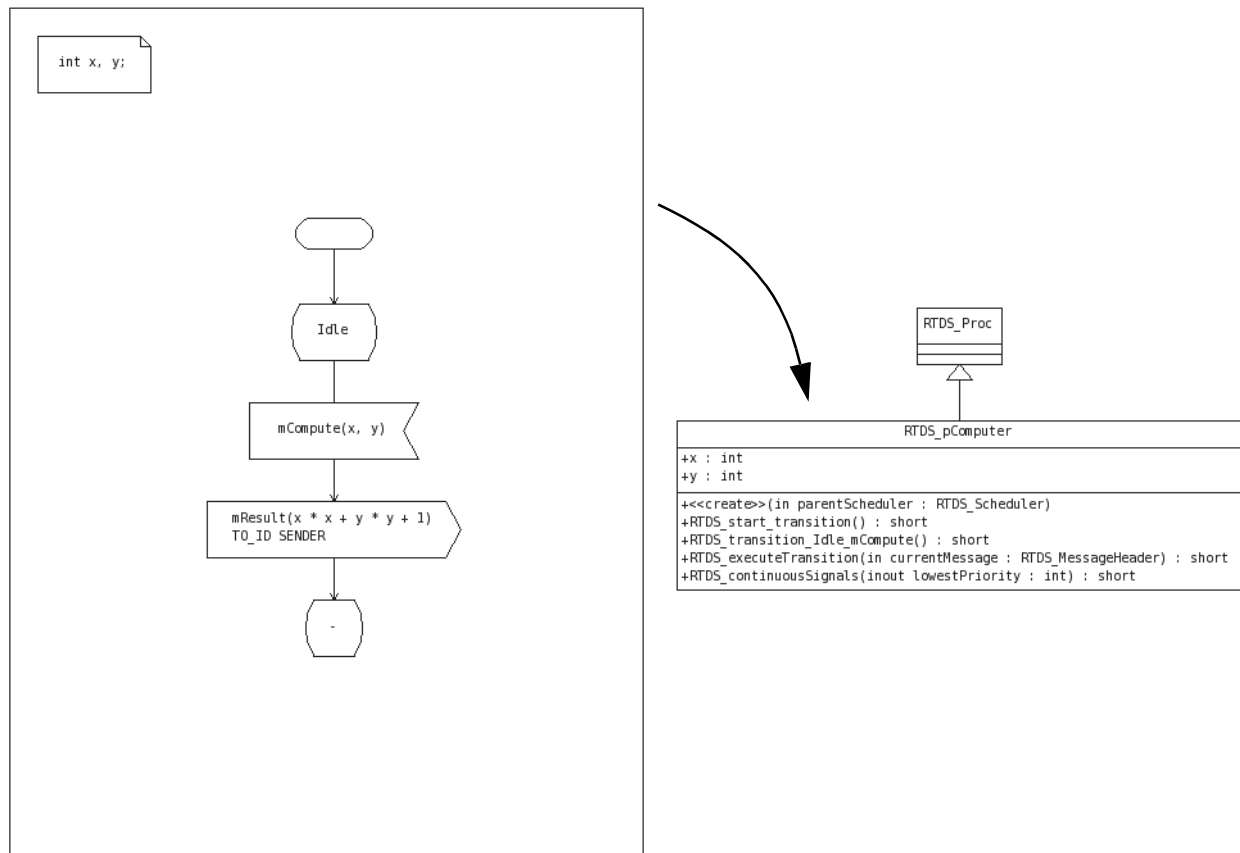 int x, y;
Idle
mCompute(x, y)
mResult(x * x + y * y + 1)
TO_ID SENDER
-
RTDS_Proc
RTDS_pComputer
+x : int
+y : int
+<<create>>(in parentScheduler : RTDS_Scheduler)
+RTDS_start_transition() : short
+RTDS_transition_Idle_mCompute() : short
+RTDS_executeTransition(in currentMessage : RTDS_MessageHeader) : short
+RTDS_continuousSignals(inout lowestPriority : int) : short